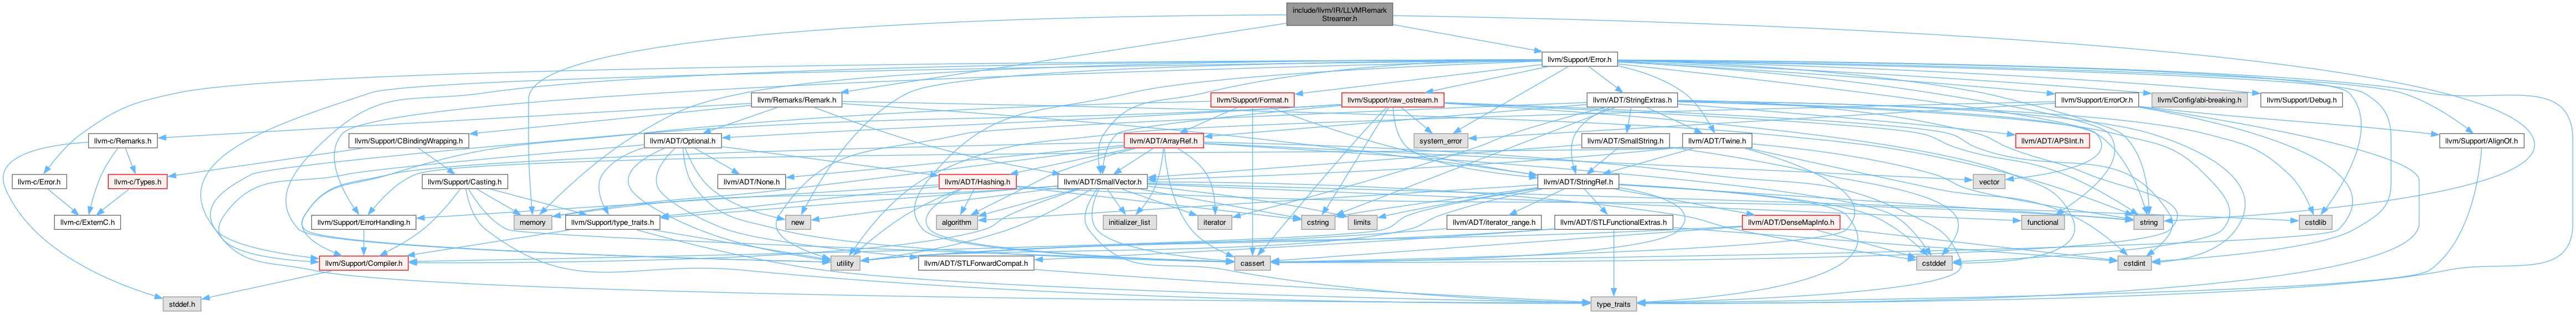 include/llvm/IR/LLVMRemark
Streamer.h
llvm/Support/Error.h
llvm/Remarks/Remark.h
llvm/Support/Format.h
llvm/Support/raw_ostream.h
llvm/ADT/StringExtras.h
llvm/Support/ErrorOr.h
llvm/Config/abi-breaking.h
llvm/Support/Debug.h
llvm-c/Remarks.h
llvm/Support/CBindingWrapping.h
llvm/ADT/Optional.h
llvm/ADT/ArrayRef.h
system_error
llvm/ADT/SmallString.h
llvm/ADT/Twine.h
llvm/ADT/APSInt.h
llvm/Support/AlignOf.h
llvm-c/Error.h
llvm-c/Types.h
llvm/Support/Casting.h
llvm/ADT/None.h
llvm/ADT/Hashing.h
llvm/ADT/SmallVector.h
llvm/ADT/StringRef.h
vector
llvm-c/ExternC.h
llvm/Support/ErrorHandling.h
memory
llvm/Support/type_traits.h
new
algorithm
initializer_list
iterator
cstring
limits
llvm/ADT/iterator_range.h
llvm/ADT/STLFunctionalExtras.h
llvm/ADT/DenseMapInfo.h
functional
string
cstdlib
llvm/Support/Compiler.h
utility
llvm/ADT/STLForwardCompat.h
cassert
cstddef
cstdint
stddef.h
type_traits